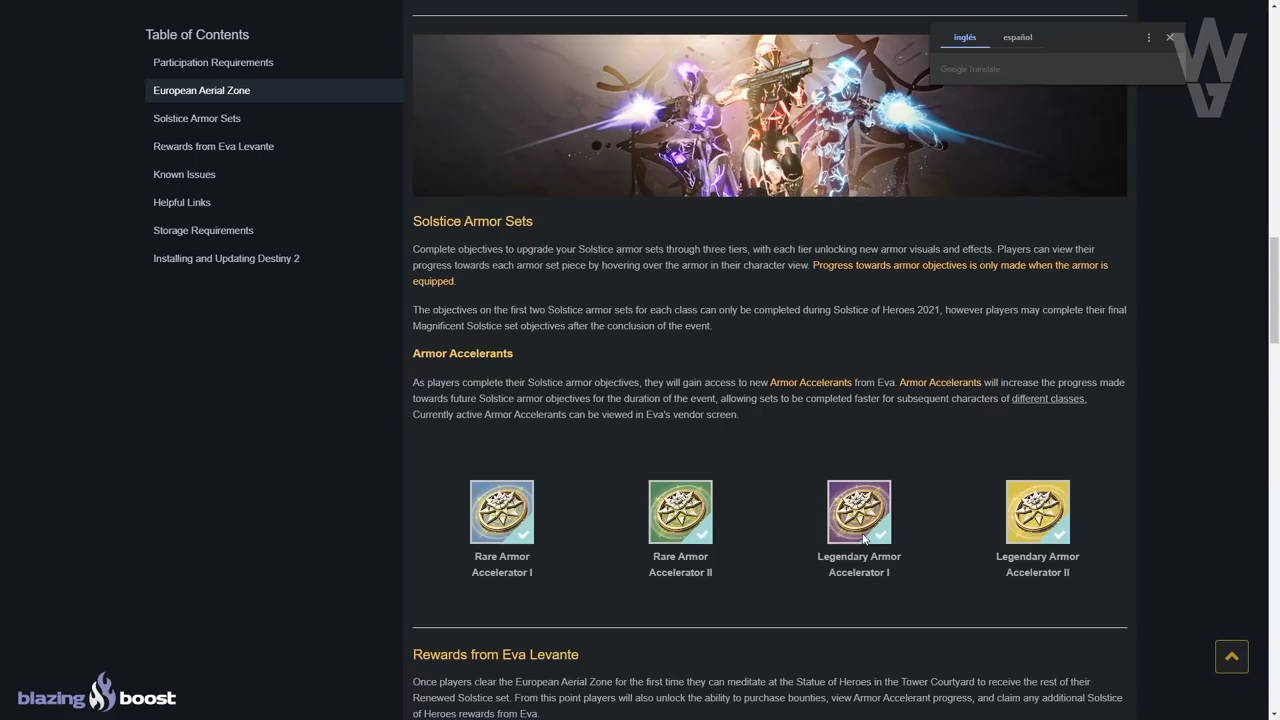 Table of Contents
Participation Requirements
European Aerial Zone
Solstice Armor Sets
Rewards from Eva Levante
Known Issues
Helpful Links
Storage Requirements
Installing and Updating Destiny 2
inglés español
Google Translate
WG
Solstice Armor Sets
Complete objectives to upgrade your Solstice armor sets through three tiers, with each tier unlocking new armor visuals and effects. Players can view their
progress towards each armor set piece by hovering over the armor in their character view. Progress towards armor objectives is only made when the armor is
equipped.
The objectives on the first two Solstice armor sets for each class can only be completed during Solstice of Heroes 2021, however players may complete their final
Magnificent Solstice set objectives after the conclusion of the event.
Armor Accelerants
As players complete their Solstice armor objectives, they will gain access to new Armor Accelerants from Eva. Armor Accelerants will increase the progress made
towards future Solstice armor objectives for the duration of the event, allowing sets to be completed faster for subsequent characters of different classes.
Currently active Armor Accelerants can be viewed in Eva's vendor screen.
Rare Armor
Accelerator I
Rare Armor
Accelerator II
Legendary Armor
Accelerator I
Legendary Armor
Accelerator II
Rewards from Eva Levante
Once players clear the European Aerial Zone for the first time they can meditate at the Statue of Heroes in the Tower Courtyard to receive the rest of their
Renewed Solstice set. From this point players will also unlock the ability to purchase bounties, view Armor Accelerant progress, and claim any additional Solstice
of Heroes rewards from Eva.
blazing boost